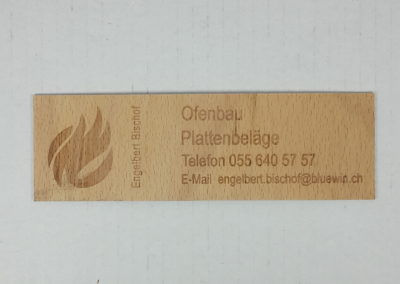 Engelbert Bischof
Ofenbau
Plattenbeläge
Telefon 055 640 57 57
E-Mail engelbert.bischof@bluewin.ch